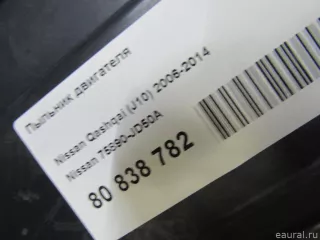 Пыльник двигателя
Nissan Qashqai (J10) 2006-2014
Nissan 75890-JD50A
80 838 782
eaural.ru